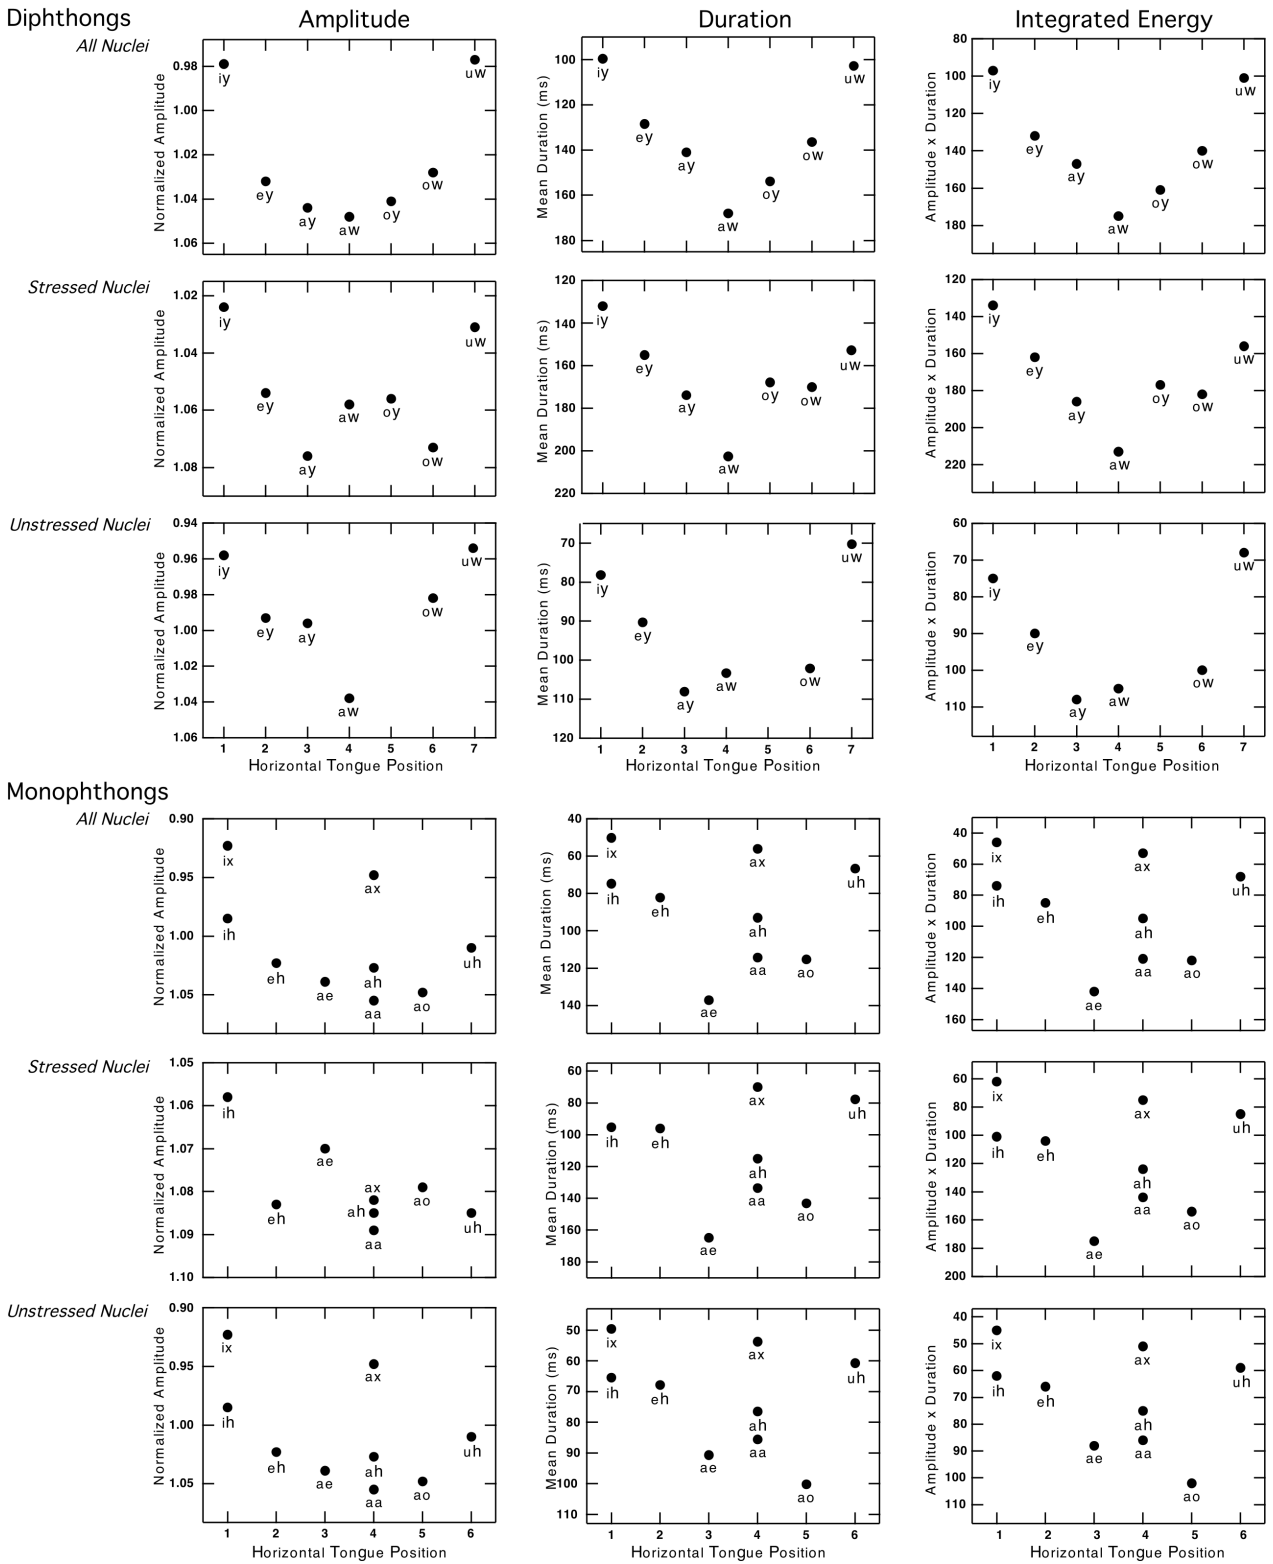 Diphthongs
Amplitude
Duration
Integrated Energy
All Nuclei
Normalized Amplitude
0.98
1.00
1.02
1.04
1.06
iy
ey
ay
aw
oy
ow
uw
Mean Duration (ms)
100
120
140
160
180
iy
ey
ay
aw
oy
ow
uw
Amplitude x Duration
80
100
120
140
160
180
iy
ey
ay
aw
oy
ow
uw
Stressed Nuclei
Normalized Amplitude
1.02
1.04
1.06
1.08
iy
ey
ay
aw
oy
ow
uw
Mean Duration (ms)
120
140
160
180
200
220
iy
ey
ay
aw
oy
ow
uw
Amplitude x Duration
120
140
160
180
200
220
iy
ey
ay
aw
oy
ow
uw
Unstressed Nuclei
Normalized Amplitude
0.94
0.96
0.98
1.00
1.02
1.04
1.06
iy
ey
ay
aw
ow
uw
1 2 3 4 5 6 7
Horizontal Tongue Position
Mean Duration (ms)
70
80
90
100
110
120
iy
ey
ay
aw
ow
uw
1 2 3 4 5 6 7
Horizontal Tongue Position
Amplitude x Duration
60
70
80
90
100
110
iy
ey
ay
aw
ow
uw
1 2 3 4 5 6 7
Horizontal Tongue Position
Monophthongs
All Nuclei
Normalized Amplitude
0.90
0.95
1.00
1.05
ix
ih
eh
ae
ax
ah
aa
ao
uh
Mean Duration (ms)
40
60
80
100
120
140
ix
ih
eh
ae
ax
ah
aa
ao
uh
Amplitude x Duration
40
60
80
100
120
140
160
ix
ih
eh
ae
ax
ah
aa
ao
uh
Stressed Nuclei
Normalized Amplitude
1.05
1.06
1.07
1.08
1.09
1.10
ih
eh
ae
ax
ah
aa
ao
uh
Mean Duration (ms)
60
80
100
120
140
160
180
ih
eh
ae
ax
ah
aa
ao
uh
Amplitude x Duration
60
80
100
120
140
160
180
200
ix
ih
eh
ae
ax
ah
aa
ao
uh
Unstressed Nuclei
Normalized Amplitude
0.90
0.95
1.00
1.05
ix
ih
eh
ae
ax
ah
aa
ao
uh
1 2 3 4 5 6
Horizontal Tongue Position
Mean Duration (ms)
50
60
70
80
90
100
110
ix
ih
eh
ae
ax
ah
aa
ao
uh
1 2 3 4 5 6
Horizontal Tongue Position
Amplitude x Duration
40
50
60
70
80
90
100
110
ix
ih
eh
ae
ax
ah
aa
ao
uh
1 2 3 4 5 6
Horizontal Tongue Position